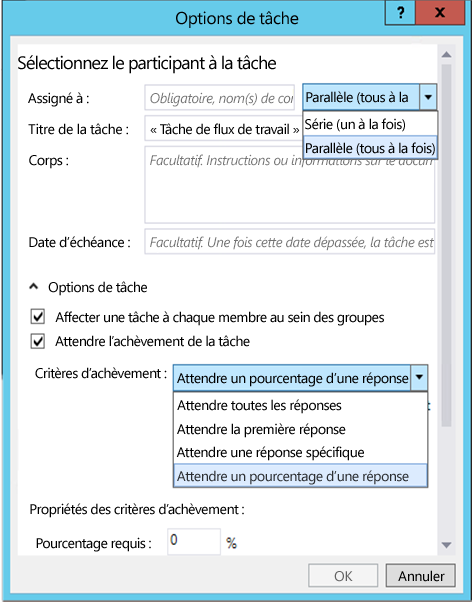 Options de tâche
?
x
Sélectionnez le participant à la tâche
Assigné à :
Obligatoire, nom(s) de con
Parallèle (tous à la
Série (un à la fois)
Parallèle (tous à la fois)
Titre de la tâche :
« Tâche de flux de travail »
Corps :
Facultatif. Instructions ou informations sur le docun
Date d'échéance :
Facultatif. Une fois cette date dépassée, la tâche est
Options de tâche
Affecter une tâche à chaque membre au sein des groupes
Attendre l'achèvement de la tâche
Critères d'achèvement :
Attendre un pourcentage d'une réponse
Attendre toutes les réponses
Attendre la première réponse
Attendre une réponse spécifique
Attendre un pourcentage d'une réponse
Propriétés des critères d'achèvement :
Pourcentage requis :
0
%
OK
Annuler